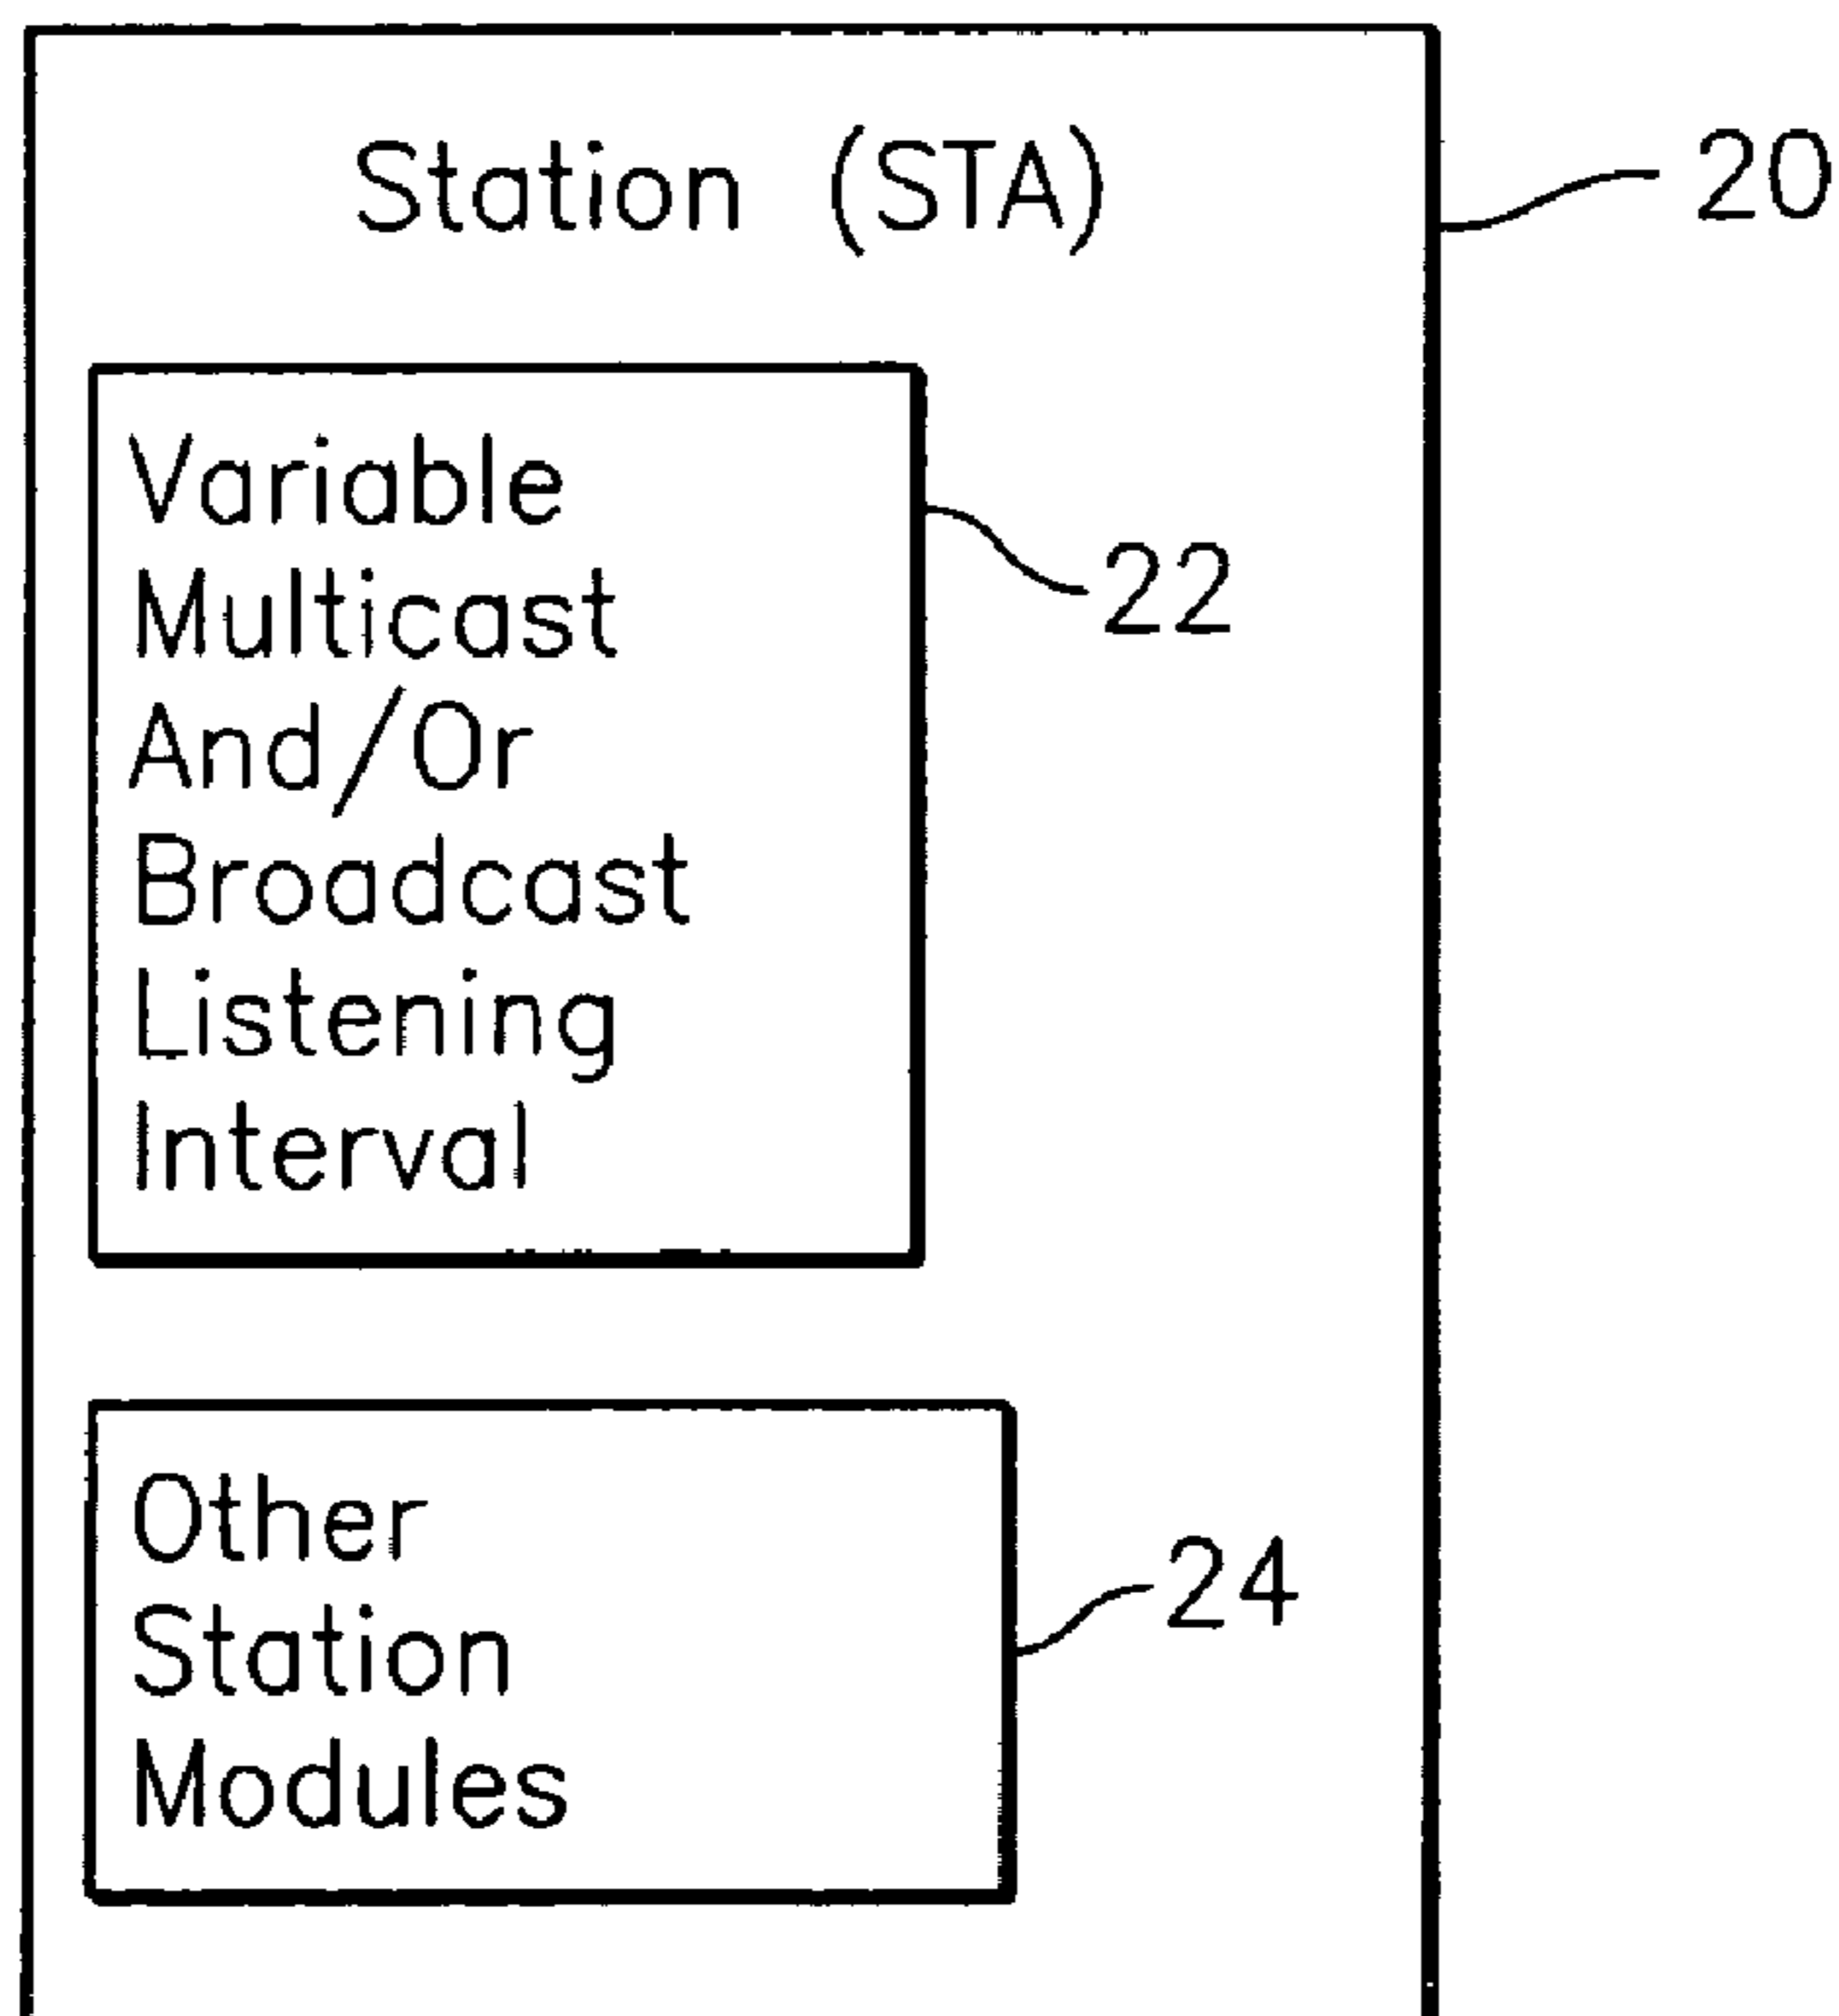 Station (STA)
20
Variable
Multicast
And/Or
Broadcast
Listening
Interval
22
Other
Station
Modules
24